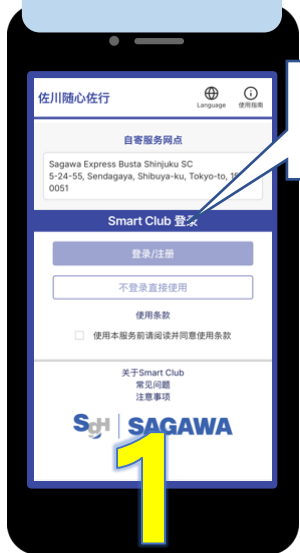 佐川随心佐行
Language
使用指南
自寄服务网点
Sagawa Express Busta Shinjuku SC
5-24-55, Sendagaya, Shibuya-ku, Tokyo-to,
0051
Smart Club 登录
登录/注册
不登录直接使用
使用条款
使用本服务前请阅读并同意使用条款
关于Smart Club
常见问题
注意事项
SGH SAGAWA
1